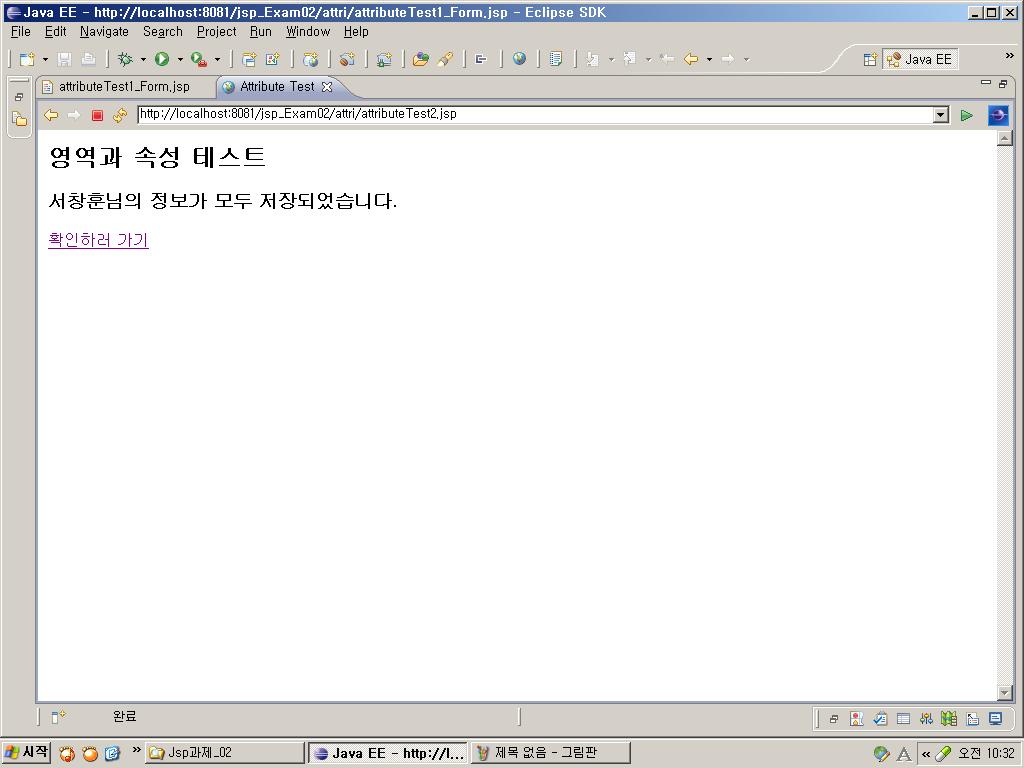 Java EE - http://localhost:8081/jsp_Exam02/attri/attributeTest1_Form.jsp - Eclipse SDK
File Edit Navigate Search Project Run Window Help
Java EE
attributeTest1_Form.jsp
Attribute Test
http://localhost:8081/jsp_Exam02/attri/attributeTest2.jsp
영역과 속성 테스트
서창훈님의 정보가 모두 저장되었습니다.
확인하러 가기
완료
시작 Jsp과제_02 Java EE - http://l... 제목 없음 - 그림판 A 오전 10:32